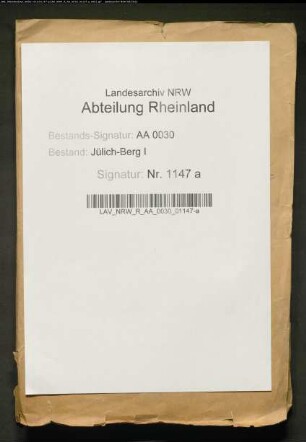 Landesarchiv NRW
Abteilung Rheinland
Bestands-Signatur: AA 0030
Bestand: Jülich-Berg I
Signatur: Nr. 1147 a
LAV_NRW_R_AA_0030_01147-a